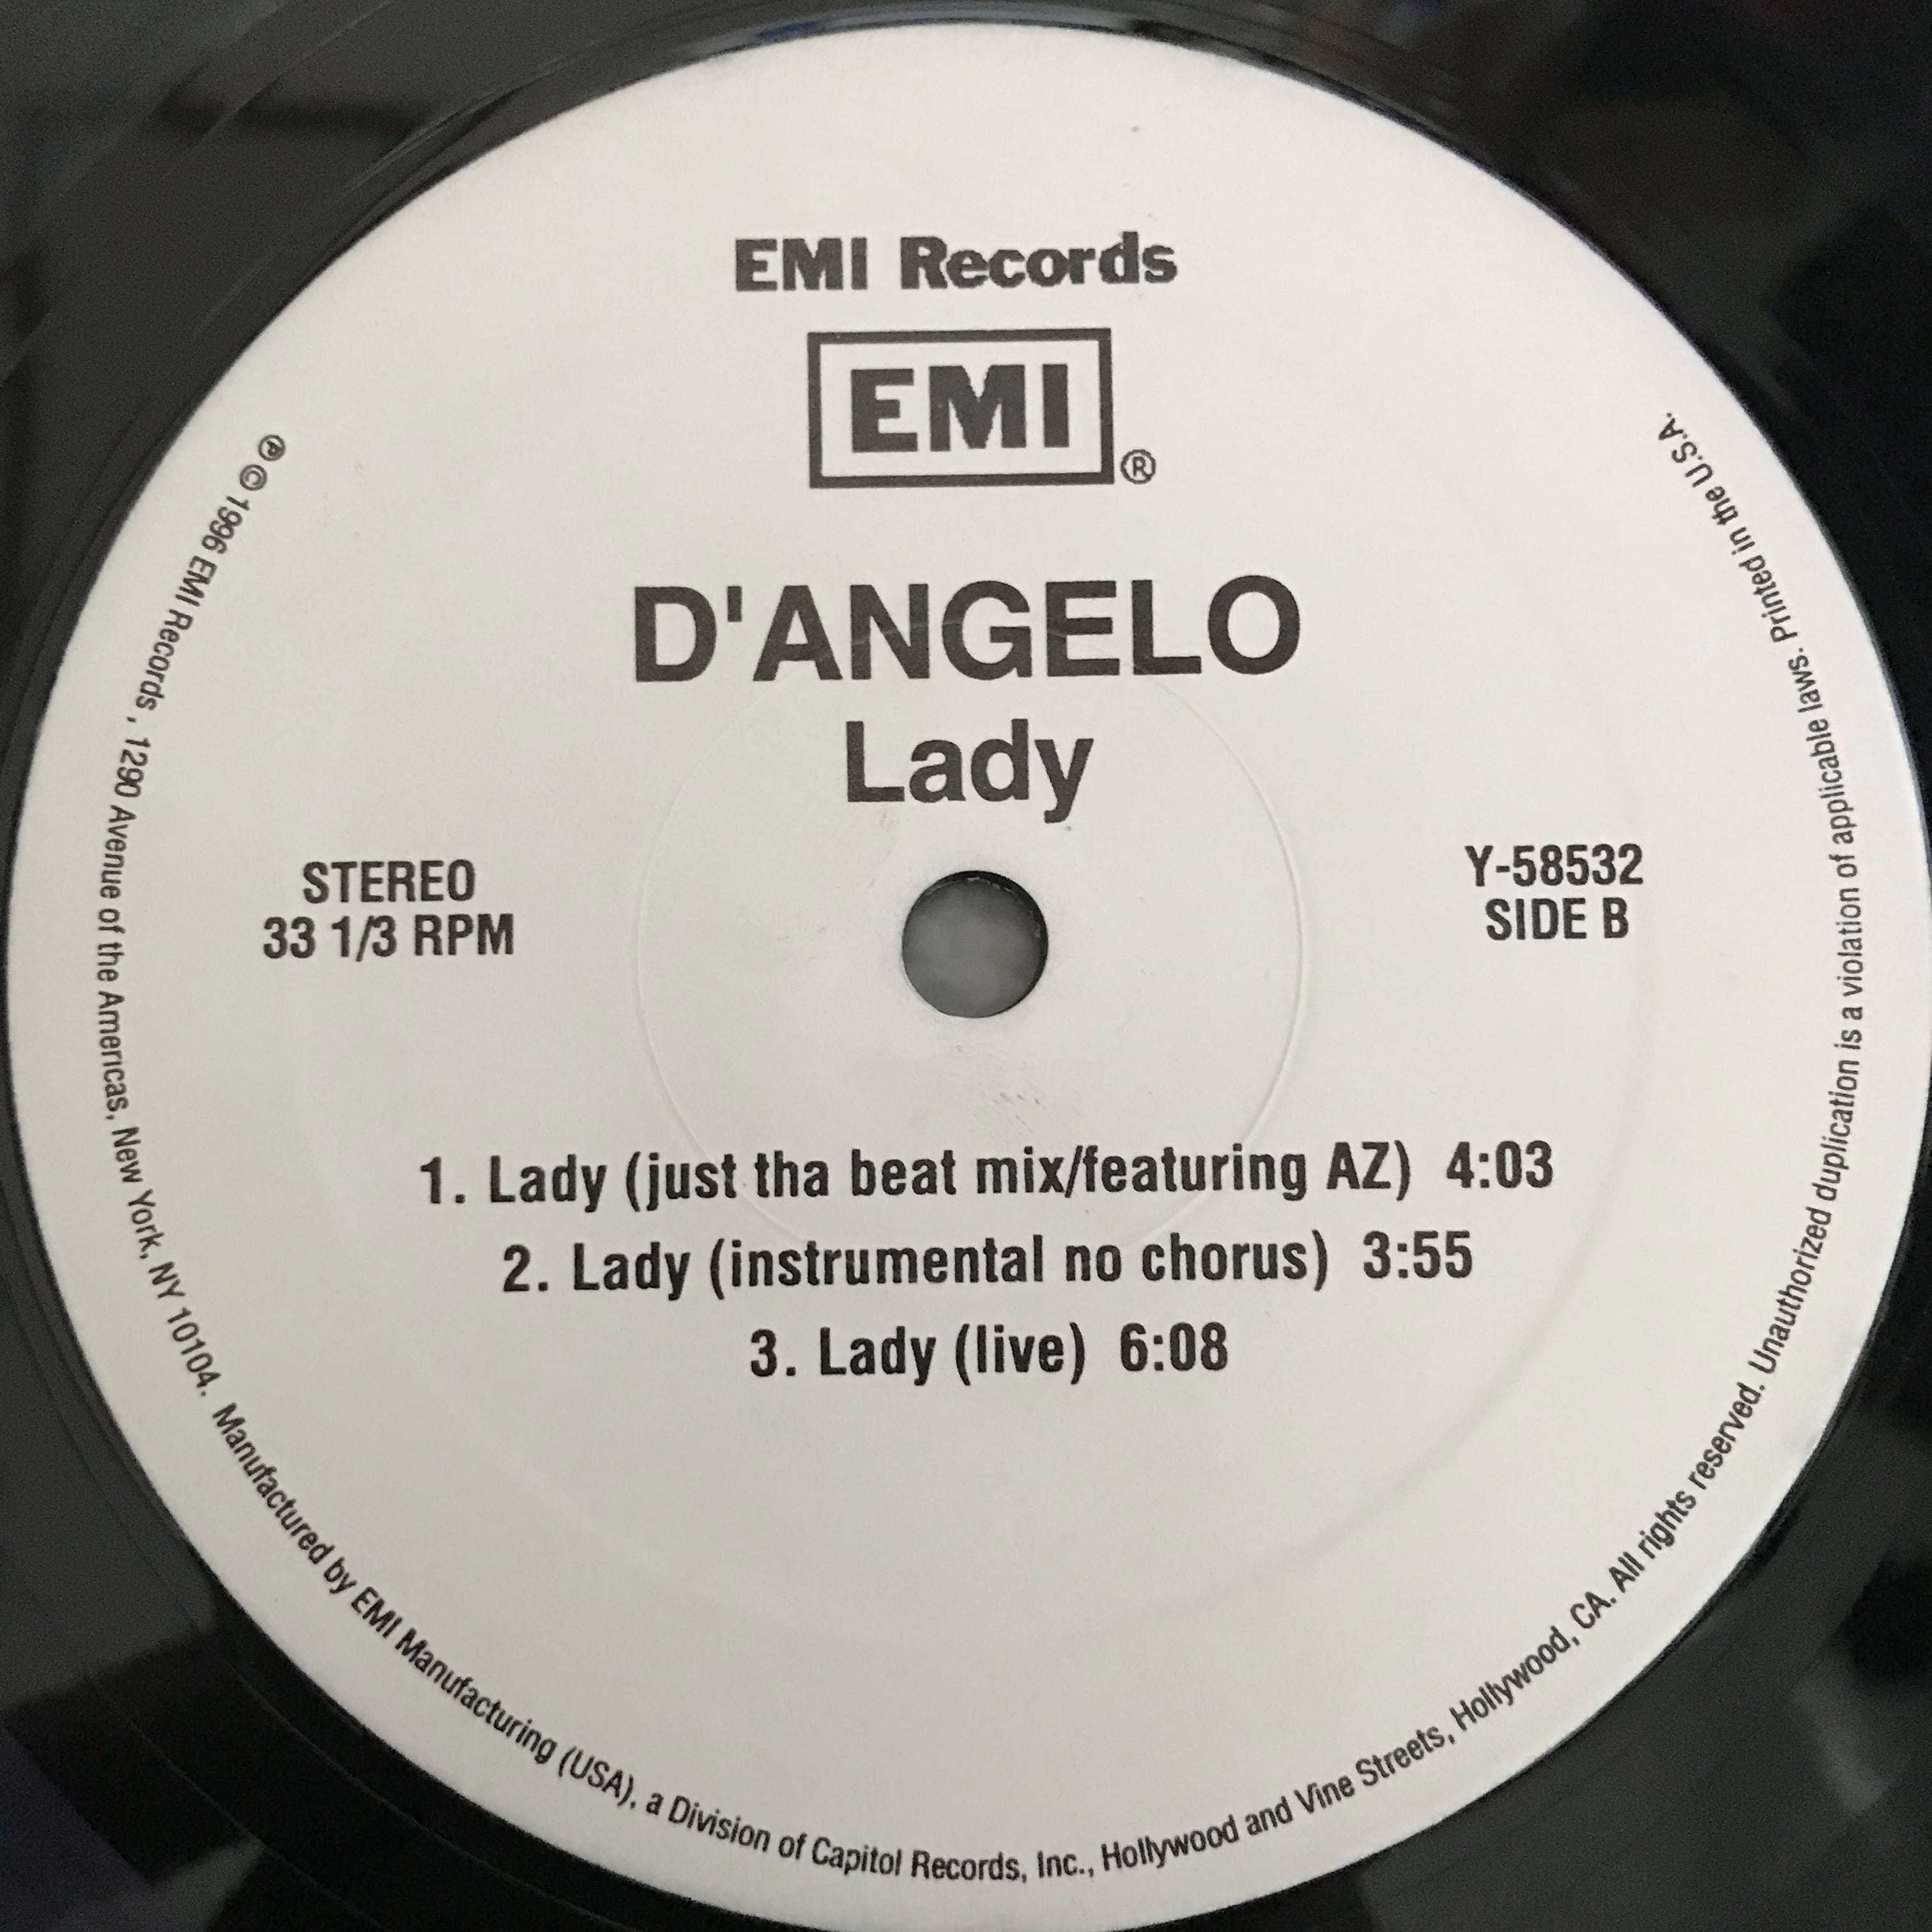 EMI Records
EMI®
D'ANGELO
Lady
STEREO
33 1/3 RPM
Y-58532
SIDE B
1. Lady (just tha beat mix/featuring AZ) 4:03
2. Lady (instrumental no chorus) 3:55
3. Lady (live) 6:08
℗ © 1996 EMI Records , 1290 Avenue of the Americas, New York, NY 10104. Manufactured by EMI Manufacturing (USA), a Division of Capitol Records, Inc., Hollywood and Vine Streets, Hollywood, CA. All rights reserved. Unauthorized duplication is a violation of applicable laws. Printed in the U.S.A.